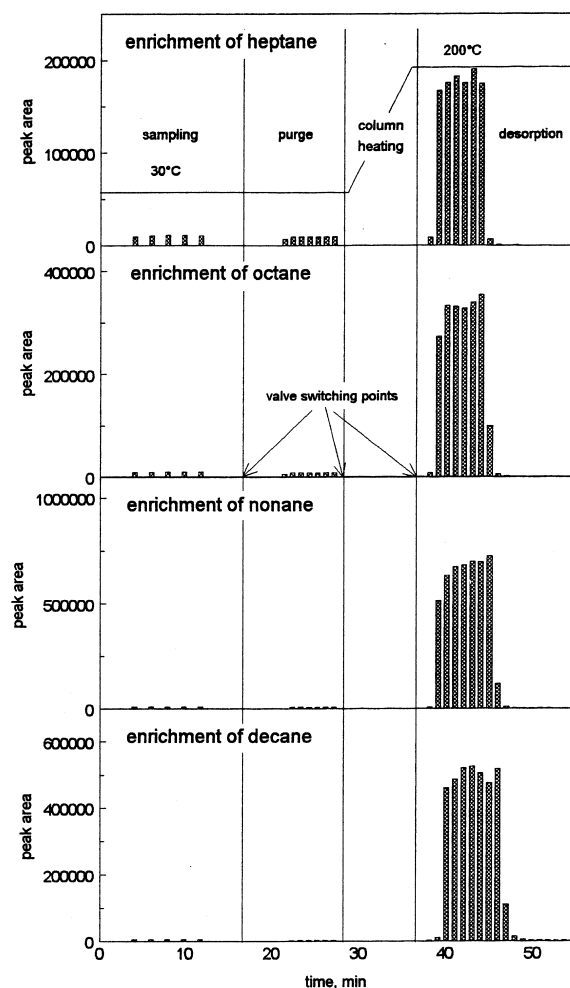 enrichment of heptane
200°C
200000
peak area
sampling
purge
column
heating
desorption
100000
30°C
0
400000
enrichment of octane
peak area
200000
valve switching points
0
1000000
enrichment of nonane
peak area
500000
0
600000
enrichment of decane
peak area
400000
200000
0
0 10 20 30 40 50
time, min